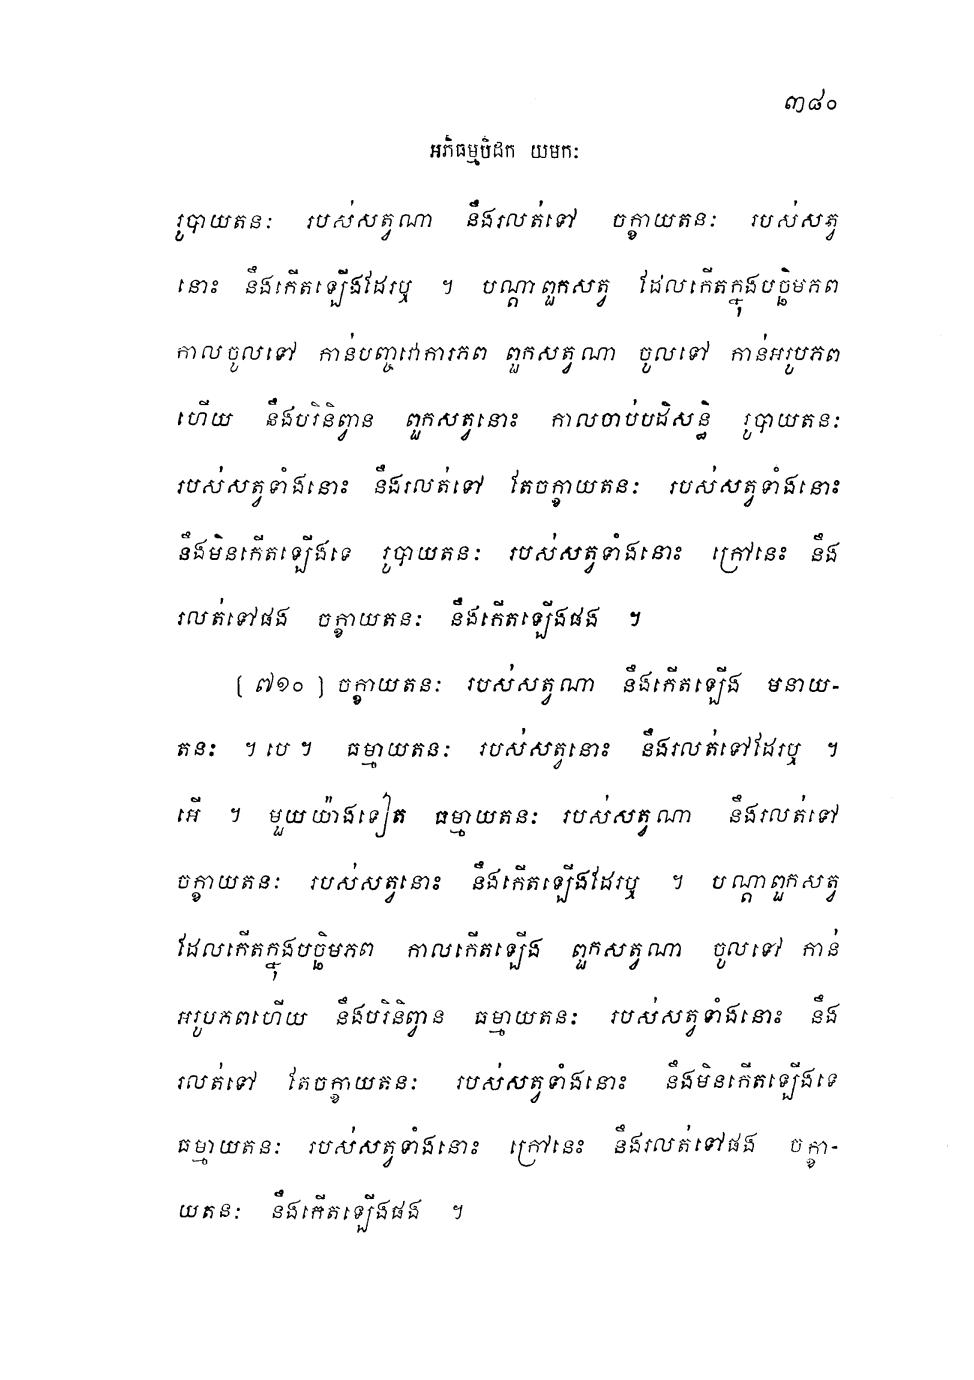 ៣៨០
អភិធម្មបិដក យមកៈ
រូបាយតនៈ របស់សត្វណា នឹងរលត់ទៅ ចក្ខាយតនៈ របស់សត្វ
នោះ នឹងកើតឡើងដែរឬ ។ បណ្តាពួកសត្វ ដែលកើតក្នុងបច្ឆិមភព
កាលចូលទៅ កាន់បញ្ចវោការភព ពួកសត្វណា ចូលទៅ កាន់អរូបភព
ហើយ នឹងបរិនិព្វាន ពួកសត្វនោះ កាលចាប់បដិសន្ធិ រូបាយតនៈ
របស់សត្វទាំងនោះ នឹងរលត់ទៅ តែចក្ខាយតនៈ របស់សត្វទាំងនោះ
នឹងមិនកើតឡើងទេ រូបាយតនៈ របស់សត្វទាំងនោះ ក្រៅនេះ នឹង
រលត់ទៅផង ចក្ខាយតនៈ នឹងកើតឡើងផង ។
[ ៧១០ ] ចក្ខាយតនៈ របស់សត្វណា នឹងកើតឡើង មនាយ-
តនៈ ។ បេ ។ ធម្មាយតនៈ របស់សត្វនោះ នឹងរលត់ទៅដែរឬ ។
អើ ។ មួយយ៉ាងទៀត ធម្មាយតនៈ របស់សត្វណា នឹងរលត់ទៅ
ចក្ខាយតនៈ របស់សត្វនោះ នឹងកើតឡើងដែរឬ ។ បណ្តាពួកសត្វ
ដែលកើតក្នុងបច្ឆិមភព កាលកើតឡើង ពួកសត្វណា ចូលទៅ កាន់
អរូបភពហើយ នឹងបរិនិព្វាន ធម្មាយតនៈ របស់សត្វទាំងនោះ នឹង
រលត់ទៅ តែចក្ខាយតនៈ របស់សត្វទាំងនោះ នឹងមិនកើតឡើងទេ
ធម្មាយតនៈ របស់សត្វទាំងនោះ ក្រៅនេះ នឹងរលត់ទៅផង ចក្ខា-
យតនៈ នឹងកើតឡើងផង ។